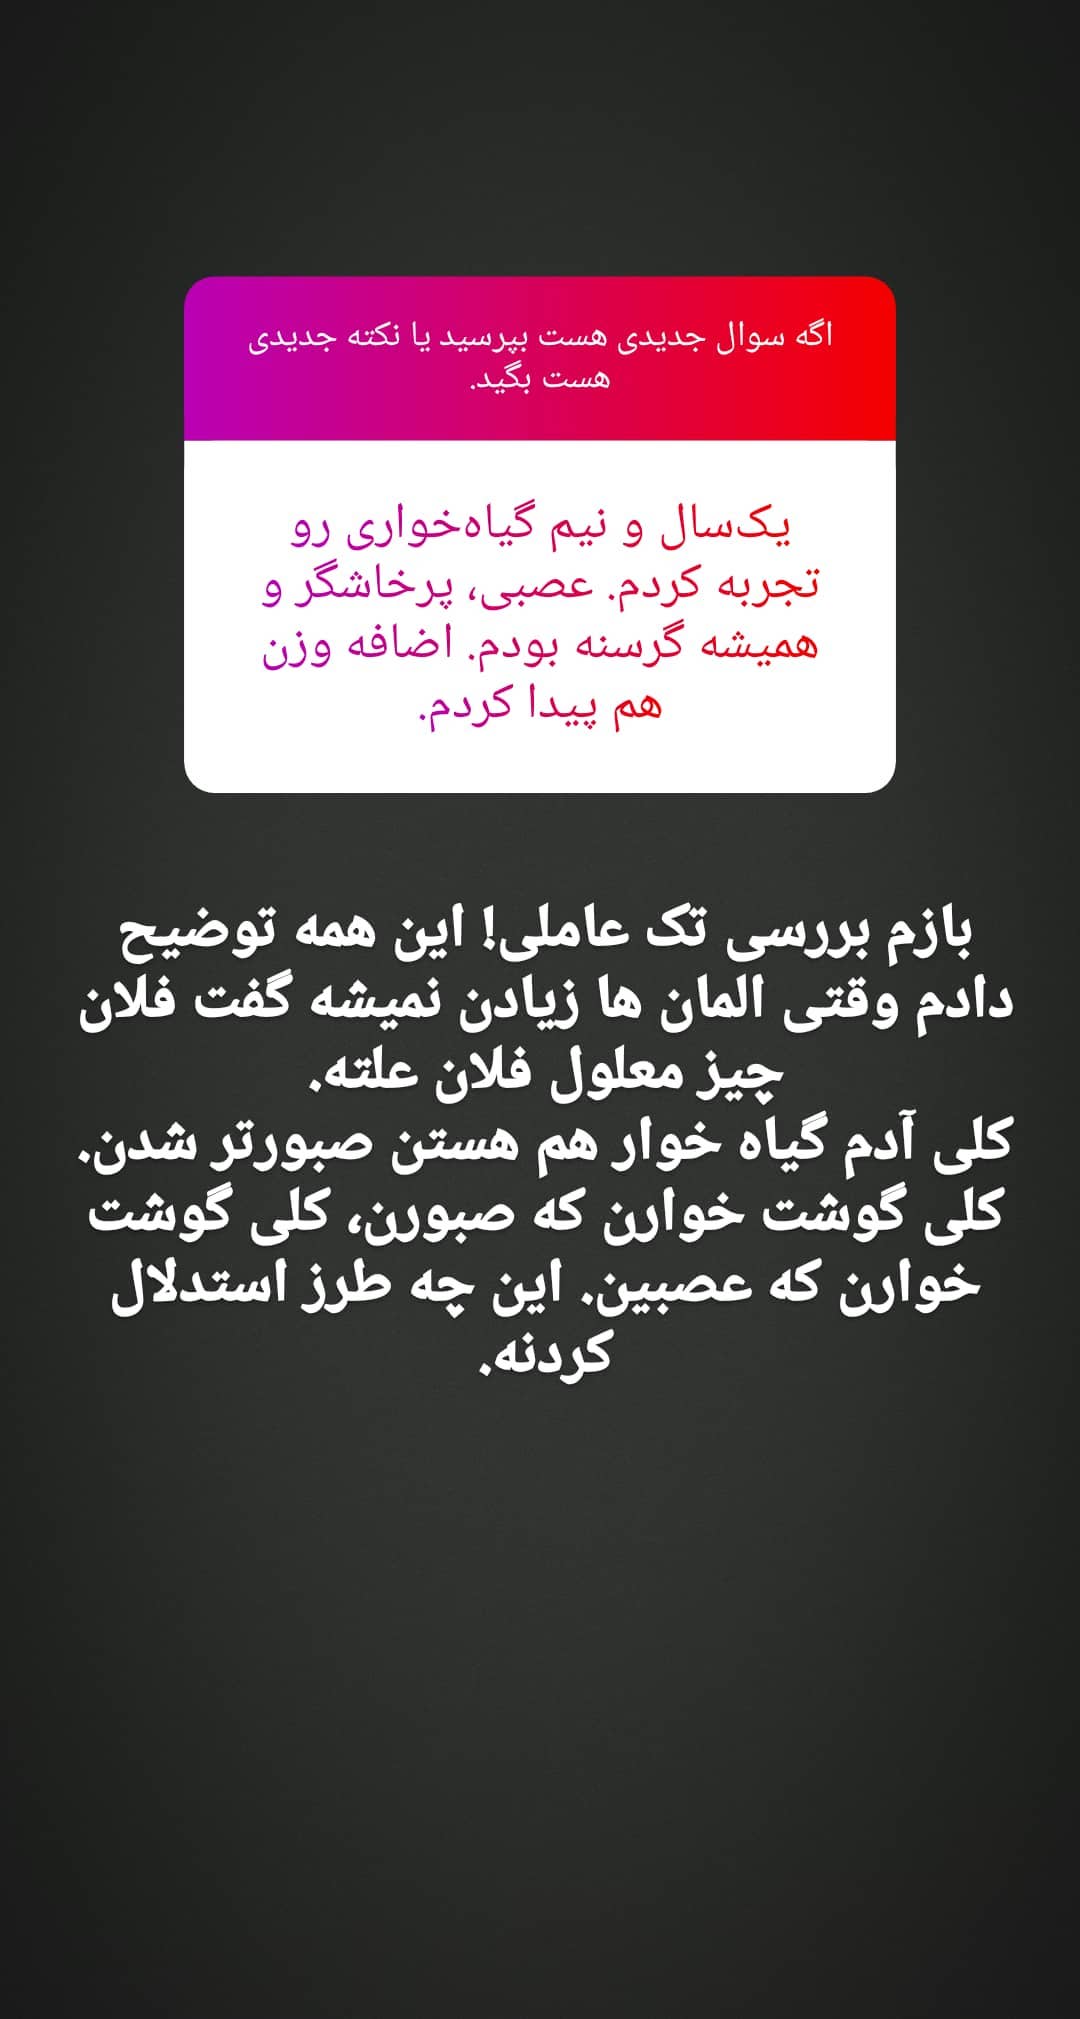 اگه سوال جدیدی هست بپرسید یا نکته جدیدی
هست بگید.
یک‌سال و نیم گیاه‌خواری رو
تجربه کردم. عصبی، پرخاشگر و
همیشه گرسنه بودم. اضافه وزن
هم پیدا کردم.
بازم بررسی تک عاملی! این همه توضیح
دادم وقتی المان ها زیادن نمیشه گفت فلان
چیز معلول فلان علته.
کلی آدم گیاه خوار هم هستن صبورتر شدن.
کلی گوشت خوارن که صبورن، کلی گوشت
خوارن که عصبین. این چه طرز استدلال
کردنه.